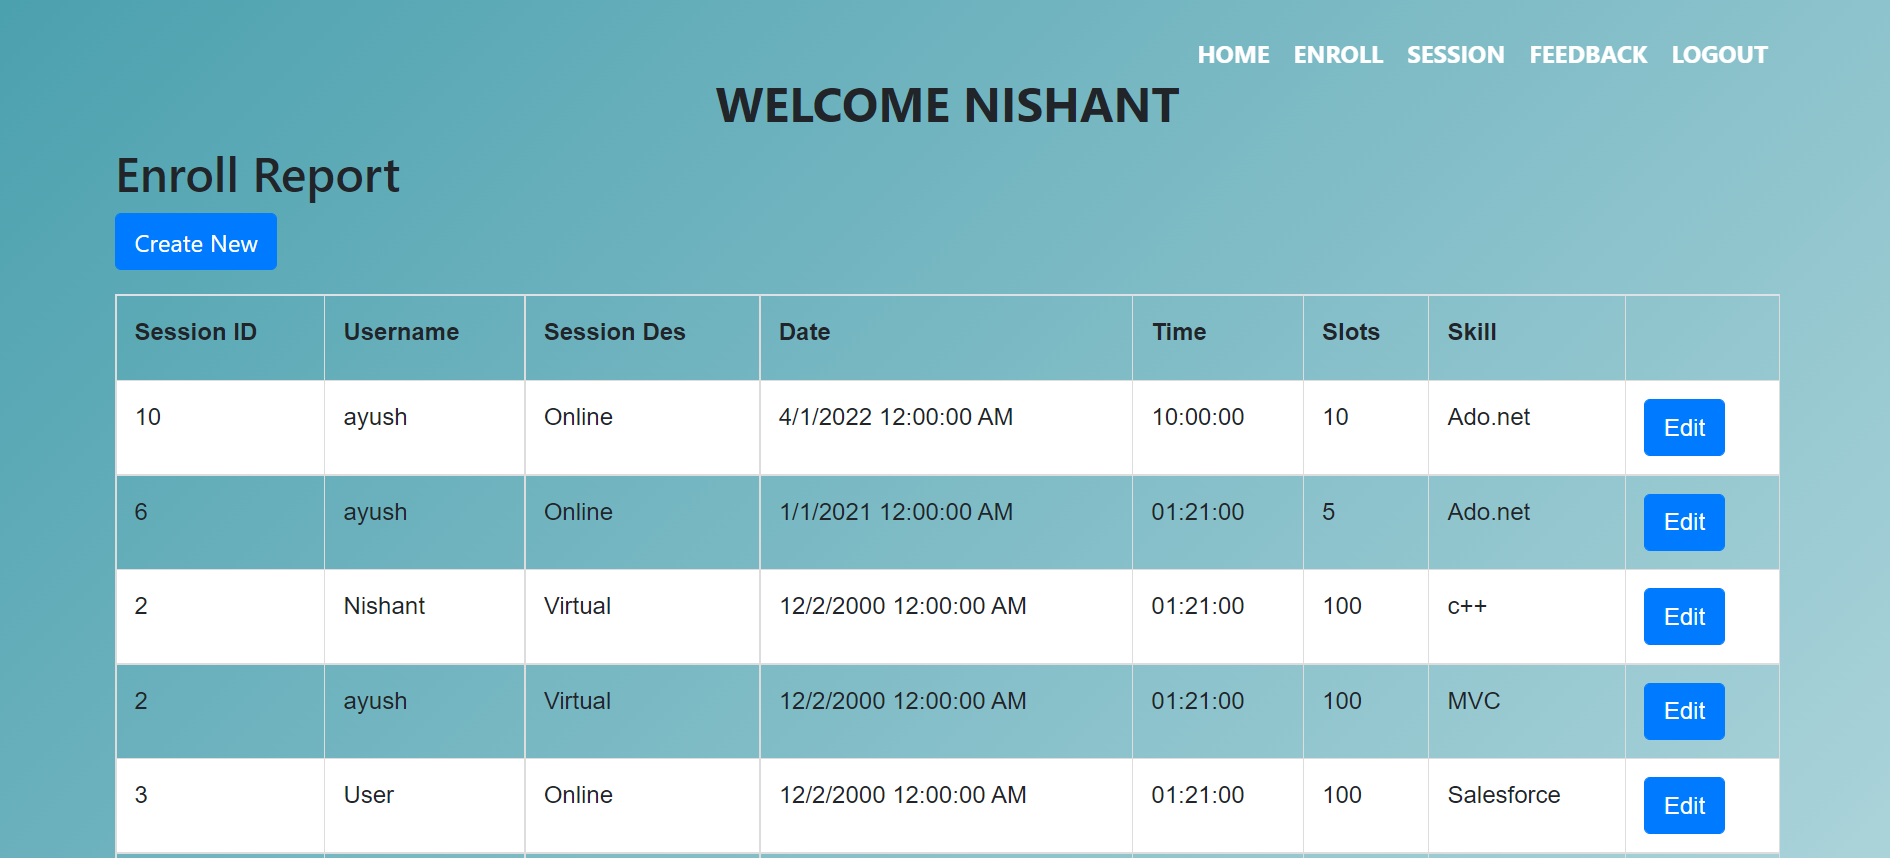 HOME ENROLL SESSION FEEDBACK LOGOUT
WELCOME NISHANT
Enroll Report
Create New
Session ID Username Session Des Date Time Slots Skill
10 ayush Online 4/1/2022 12:00:00 AM 10:00:00 10 Ado.net Edit
6 ayush Online 1/1/2021 12:00:00 AM 01:21:00 5 Ado.net Edit
2 Nishant Virtual 12/2/2000 12:00:00 AM 01:21:00 100 c++ Edit
2 ayush Virtual 12/2/2000 12:00:00 AM 01:21:00 100 MVC Edit
3 User Online 12/2/2000 12:00:00 AM 01:21:00 100 Salesforce Edit